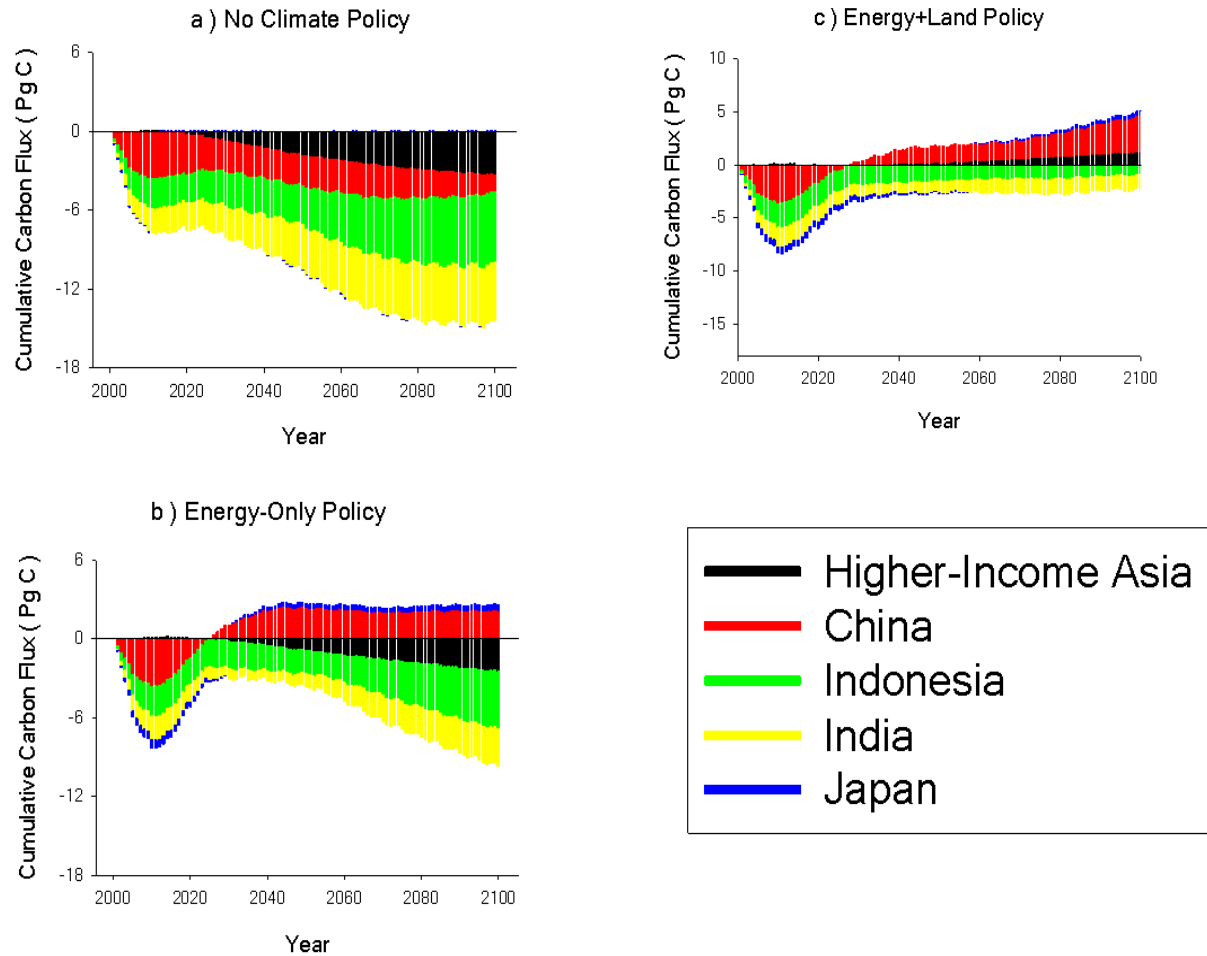 a ) No Climate Policy
Cumulative Carbon Flux ( Pg C )
6
0
-6
-12
-18
2000 2020 2040 2060 2080 2100
Year
c ) Energy+Land Policy
Cumulative Carbon Flux ( Pg C )
10
5
0
-5
-10
-15
2000 2020 2040 2060 2080 2100
Year
b ) Energy-Only Policy
Cumulative Carbon Flux ( Pg C )
6
0
-6
-12
-18
2000 2020 2040 2060 2080 2100
Year
Higher-Income Asia
China
Indonesia
India
Japan